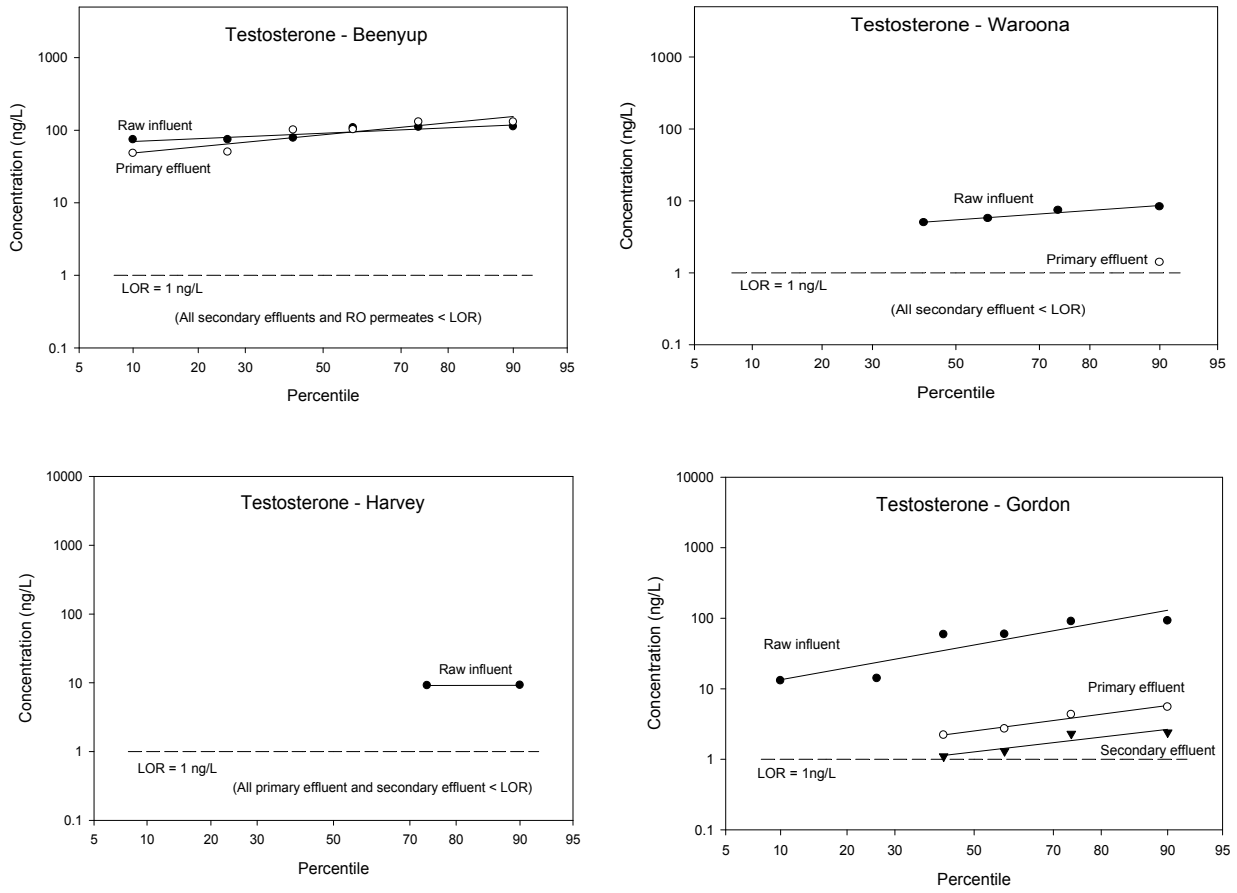 Testosterone - Beenyup
Concentration (ng/L)
1000
100
10
1
0.1
Raw influent
Primary effluent
LOR = 1 ng/L
(All secondary effluents and RO permeates < LOR)
5 10 20 30 50 70 80 90 95
Percentile
Testosterone - Waroona
Concentration (ng/L)
1000
100
10
1
0.1
Raw influent
Primary effluent
LOR = 1 ng/L
(All secondary effluent < LOR)
5 10 20 30 50 70 80 90 95
Percentile
Testosterone - Harvey
Concentration (ng/L)
10000
1000
100
10
1
0.1
Raw influent
LOR = 1 ng/L
(All primary effluent and secondary effluent < LOR)
5 10 20 30 50 70 80 90 95
Percentile
Testosterone - Gordon
Concentration (ng/L)
10000
1000
100
10
1
0.1
Raw influent
Primary effluent
Secondary effluent
LOR = 1ng/L
5 10 20 30 50 70 80 90 95
Percentile